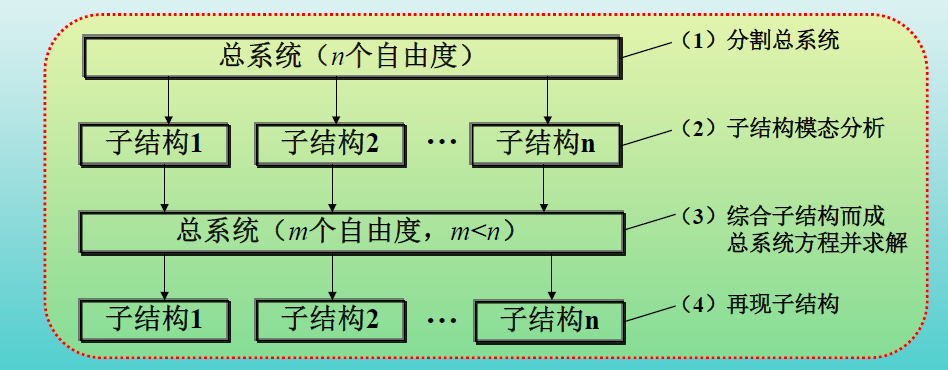 总系统（n个自由度）
（1）分割总系统
子结构1
子结构2
···
子结构n
（2）子结构模态分析
总系统（m个自由度，m<n）
（3）综合子结构而成
总系统方程并求解
子结构1
子结构2
···
子结构n
（4）再现子结构